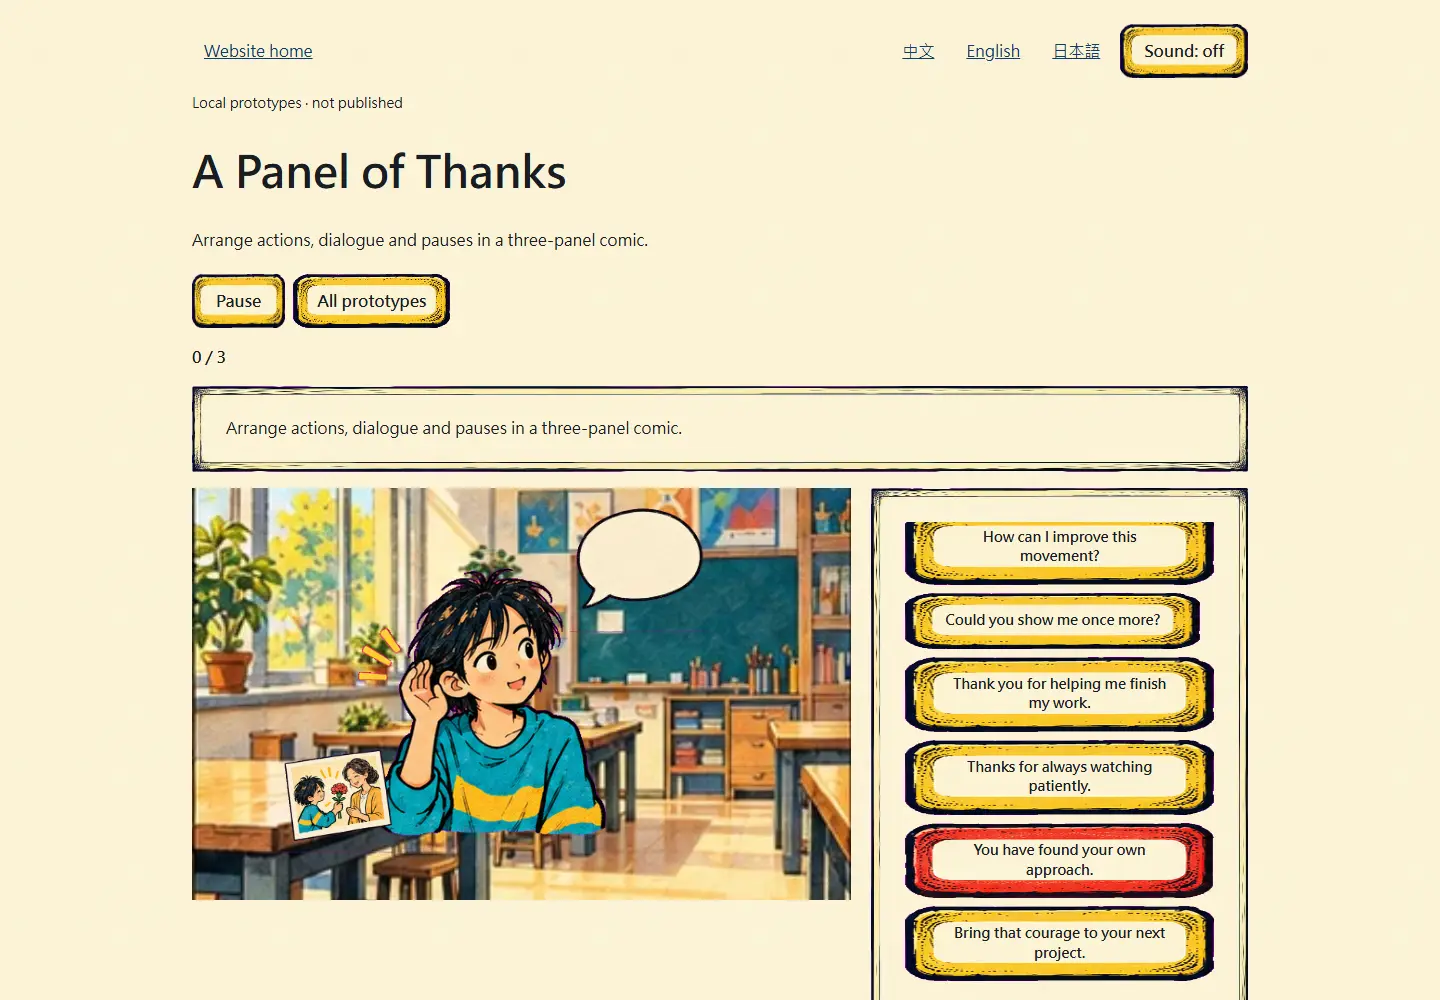 Website home
中文
English
日本語
Sound: off
Local prototypes · not published
A Panel of Thanks
Arrange actions, dialogue and pauses in a three-panel comic.
Pause
All prototypes
0 / 3
Arrange actions, dialogue and pauses in a three-panel comic.
How can I improve this
movement?
Could you show me once more?
Thank you for helping me finish
my work.
Thanks for always watching
patiently.
You have found your own
approach.
Bring that courage to your next
project.